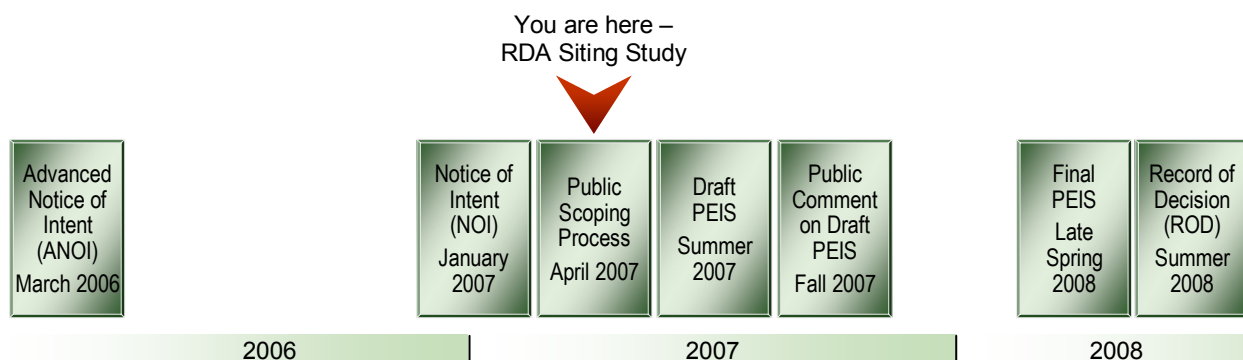 You are here –
RDA Siting Study
Advanced
Notice of
Intent
(ANOI)
March 2006
Notice of
Intent
(NOI)
January
2007
Public
Scoping
Process
April 2007
Draft
PEIS
Summer
2007
Public
Comment
on Draft
PEIS
Fall 2007
Final
PEIS
Late
Spring
2008
Record of
Decision
(ROD)
Summer
2008
2006
2007
2008